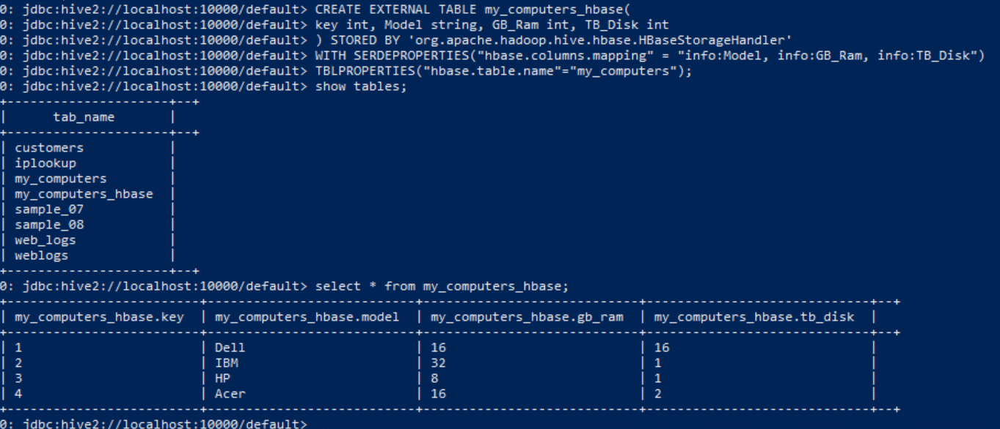 0: jdbc:hive2://localhost:10000/default> CREATE EXTERNAL TABLE my_computers_hbase(
0: jdbc:hive2://localhost:10000/default> key int, Model string, GB_Ram int, TB_Disk int
0: jdbc:hive2://localhost:10000/default> ) STORED BY 'org.apache.hadoop.hive.hbase.HBaseStorageHandler'
0: jdbc:hive2://localhost:10000/default> WITH SERDEPROPERTIES("hbase.columns.mapping" = "info:Model, info:GB_Ram, info:TB_Disk")
0: jdbc:hive2://localhost:10000/default> TBLPROPERTIES("hbase.table.name"="my_computers");
0: jdbc:hive2://localhost:10000/default> show tables;
+----------------------+--+
|       tab_name       |
+----------------------+--+
| customers            |
| iplookup             |
| my_computers         |
| my_computers_hbase   |
| sample_07            |
| sample_08            |
| web_logs             |
| weblogs              |
+----------------------+--+
0: jdbc:hive2://localhost:10000/default> select * from my_computers_hbase;
+-------------------------+---------------------------+----------------------------+-----------------------------+--+
| my_computers_hbase.key  | my_computers_hbase.model  | my_computers_hbase.gb_ram  | my_computers_hbase.tb_disk  |
+-------------------------+---------------------------+----------------------------+-----------------------------+--+
| 1                       | Dell                      | 16                         | 16                          |
| 2                       | IBM                       | 32                         | 1                           |
| 3                       | HP                        | 8                          | 1                           |
| 4                       | Acer                      | 16                         | 2                           |
+-------------------------+---------------------------+----------------------------+-----------------------------+--+
0: jdbc:hive2://localhost:10000/default>